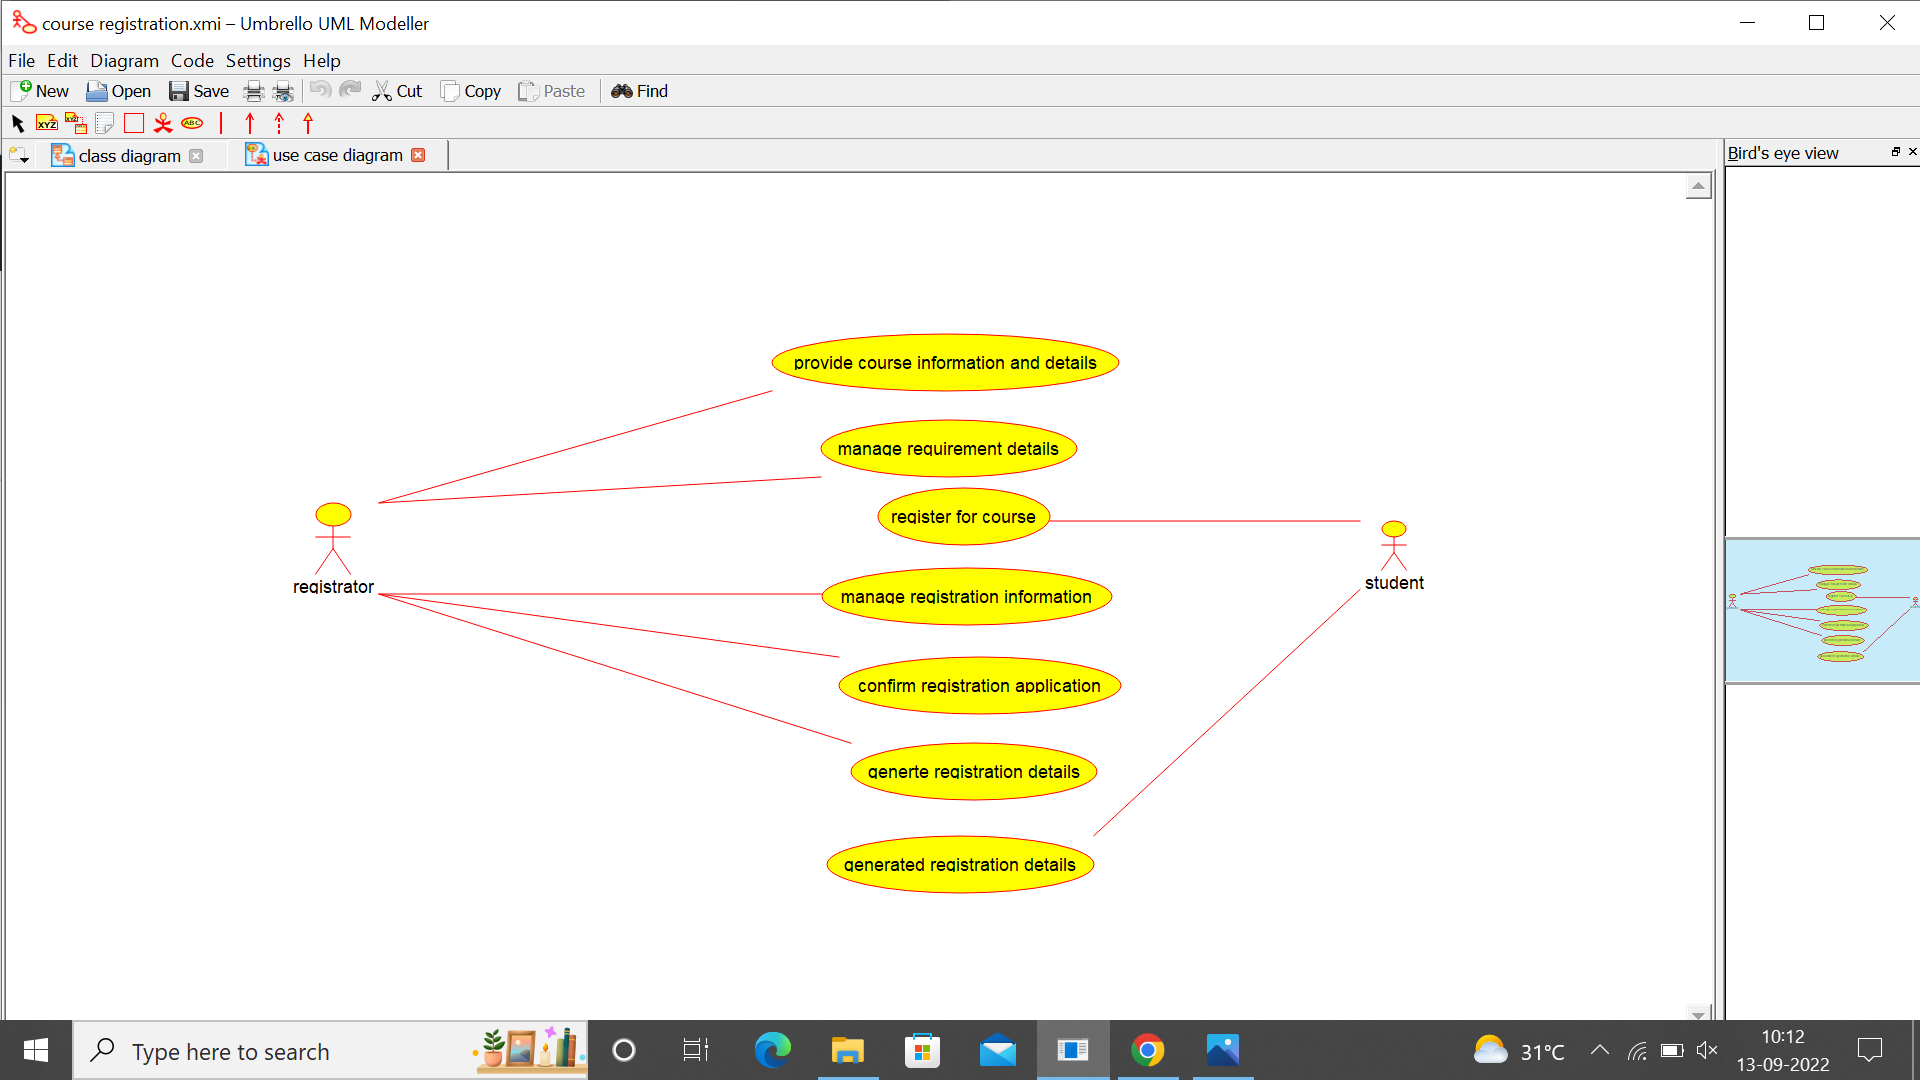 course registration.xmi – Umbrello UML Modeller
File Edit Diagram Code Settings Help
New Open Save Cut Copy Paste Find
XYZ XYZ ABC
class diagram use case diagram Bird's eye view
provide course information and details
manage requirement details
register for course
registrator
student
manage registration information
confirm registration application
generte registration details
generated registration details
Type here to search
31°C
10:12
13-09-2022